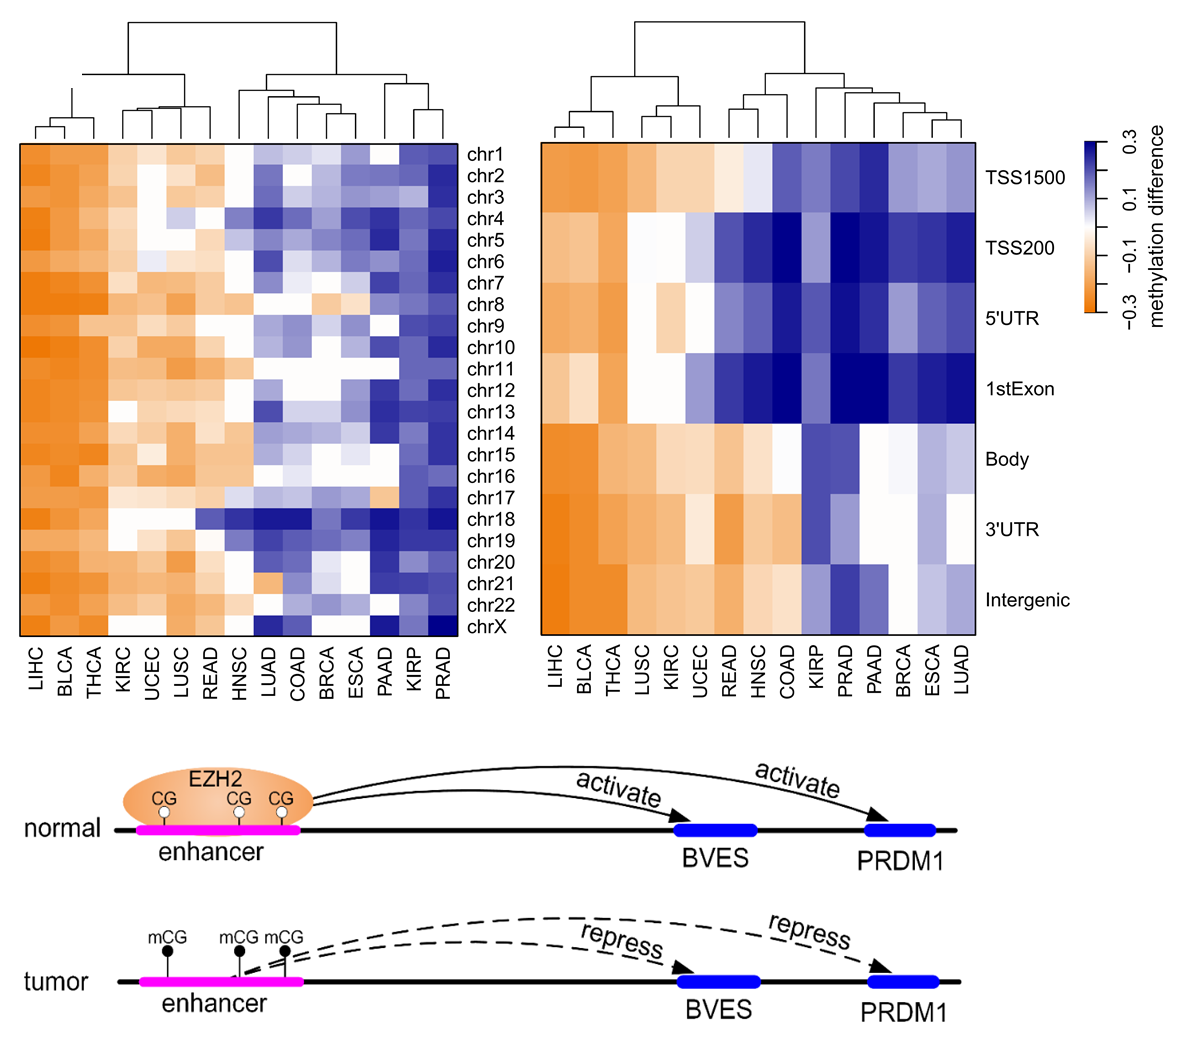 chr1
chr2
chr3
chr4
chr5
chr6
chr7
chr8
chr9
chr10
chr11
chr12
chr13
chr14
chr15
chr16
chr17
chr18
chr19
chr20
chr21
chr22
chrX
LIHC
BLCA
THCA
KIRC
UCEC
LUSC
READ
HNSC
LUAD
COAD
BRCA
ESCA
PAAD
KIRP
PRAD
TSS1500
TSS200
5'UTR
1stExon
Body
3'UTR
Intergenic
LIHC
BLCA
THCA
LUSC
KIRC
UCEC
READ
HNSC
COAD
KIRP
PRAD
PAAD
BRCA
ESCA
LUAD
0.3
0.1
−0.1
−0.3
methylation difference
normal
EZH2
CG CG CG
enhancer
activate
activate
BVES
PRDM1
tumor
mCG mCG mCG
enhancer
repress
repress
BVES
PRDM1